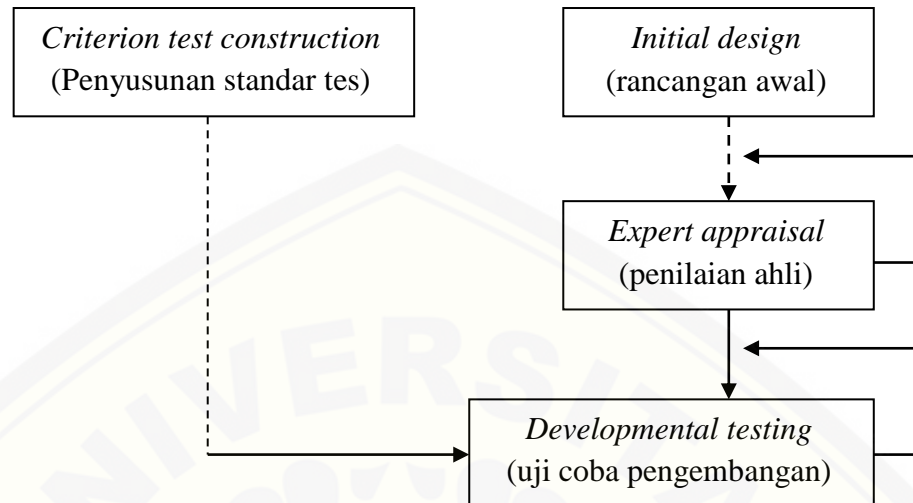 Criterion test construction
(Penyusunan standar tes)
Initial design
(rancangan awal)
Expert appraisal
(penilaian ahli)
Developmental testing
(uji coba pengembangan)
NIVERSIT